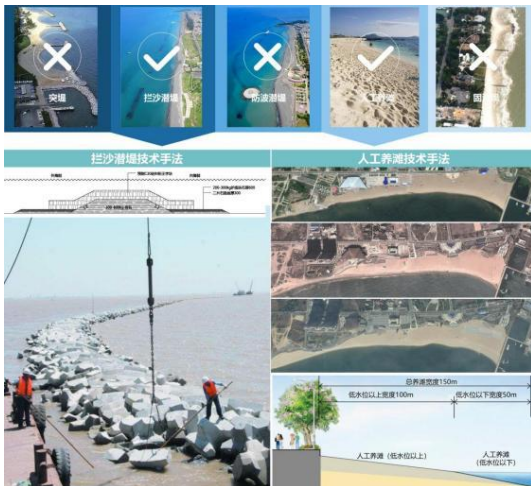 突堤
拦沙潜堤
防波潜堤
人工养滩
拦沙潜堤技术手法
人工养滩技术手法
总养滩宽度150m
低水位以上宽度100m
低水位以下宽度50m
人工养滩（低水位以上）
人工养滩
（低水位以下）